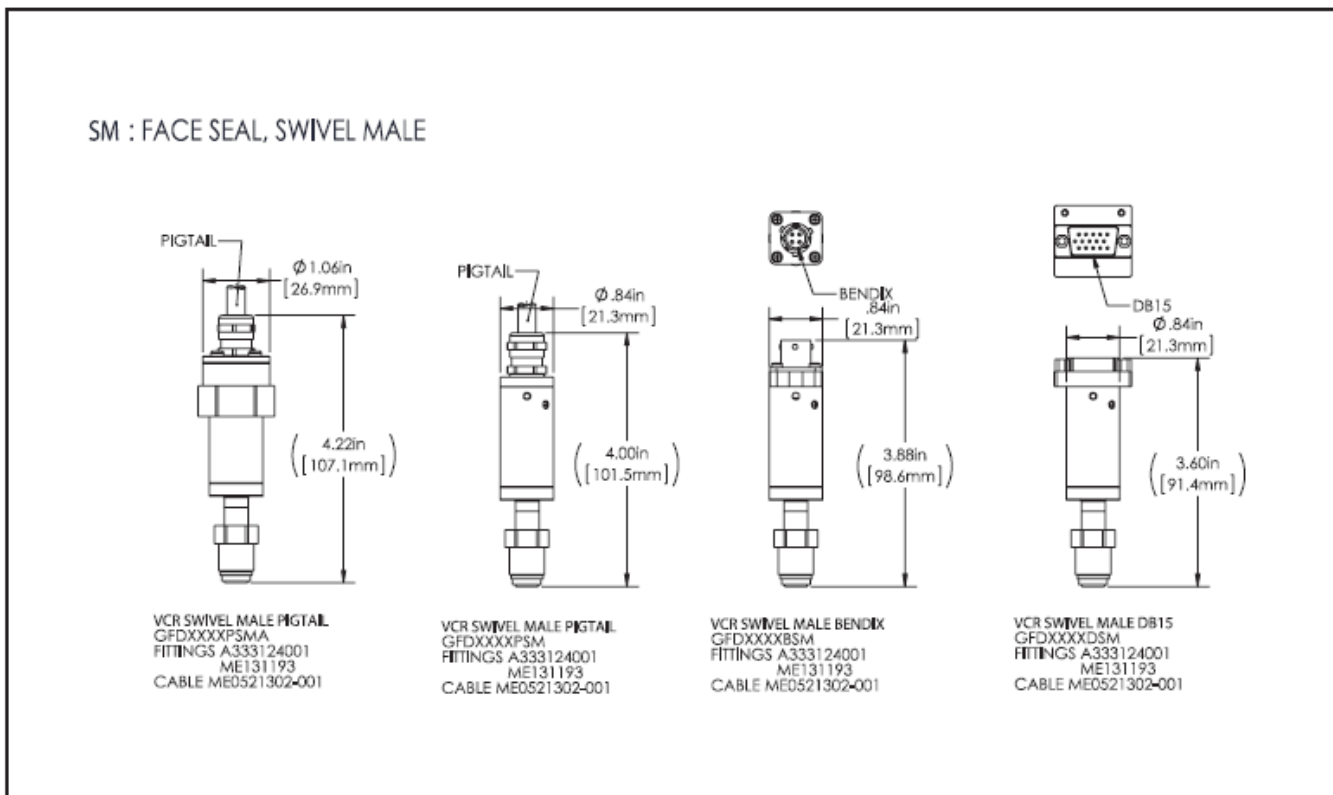 SM : FACE SEAL, SWIVEL MALE
PIGTAIL
Ø1.06in
[26.9mm]
4.22in
[107.1mm]
VCR SWIVEL MALE PIGTAIL
GFDXXXXPSMA
FITTINGS A333124001
ME131193
CABLE ME0521302-001
PIGTAIL
Ø.84in
[21.3mm]
4.00in
[101.5mm]
VCR SWIVEL MALE PIGTAIL
GFDXXXXPSM
FITTINGS A333124001
ME131193
CABLE ME0521302-001
BENDIX
.84in
[21.3mm]
3.88in
[98.6mm]
VCR SWIVEL MALE BENDIX
GFDXXXXBSM
FITTINGS A333124001
ME131193
CABLE ME0521302-001
DB15
Ø.84in
[21.3mm]
3.60in
[91.4mm]
VCR SWIVEL MALE DB15
GFDXXXXDSM
FITTINGS A333124001
ME131193
CABLE ME0521302-001